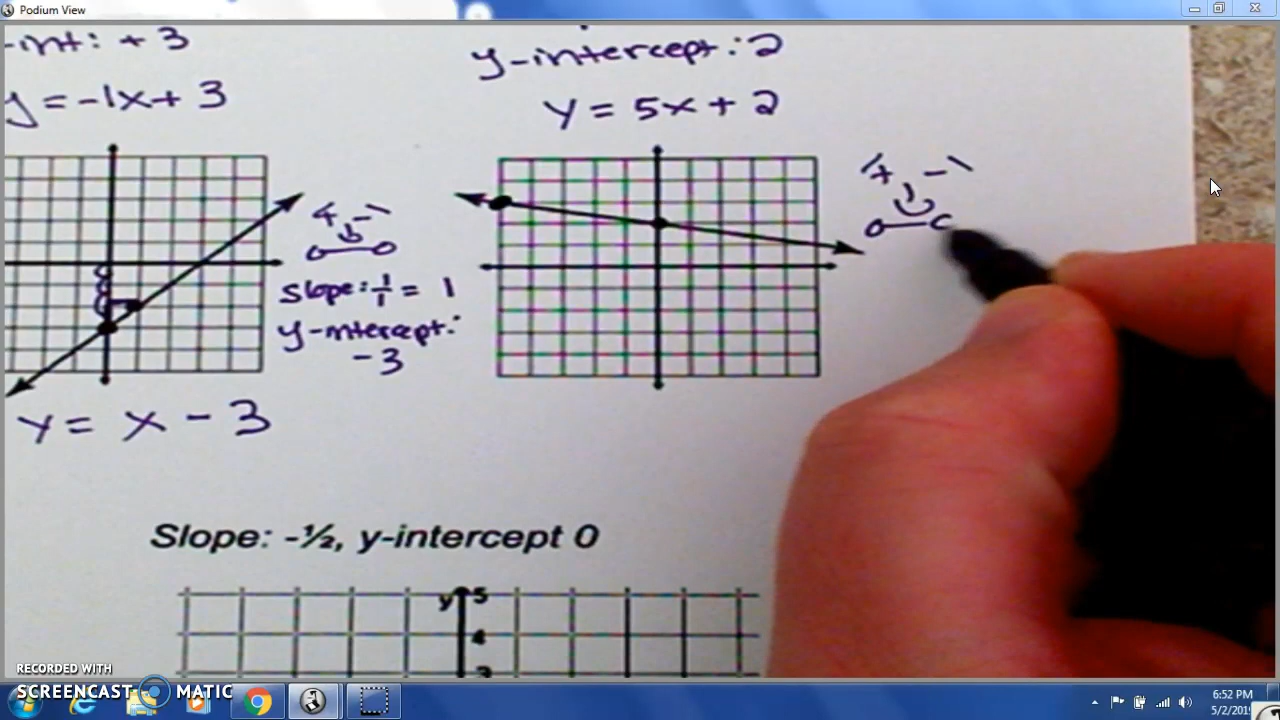 Podium View
-int: +3
y = -1x + 3
y-intercept: 2
y = 5x + 2
+ -
slope: 1/1 = 1
y-intercept:
-3
y = x - 3
+ -
Slope: -½, y-intercept 0
y 5
4
3
RECORDED WITH
SCREENCAST MATIC
6:52 PM